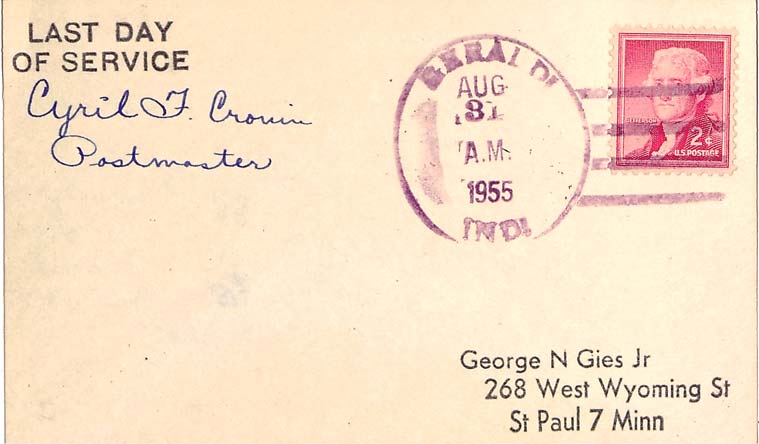 LAST DAY
OF SERVICE
Cyril F. Cronin
Postmaster
GERALDI
AUG
31
A.M.
1955
IND.
JEFFERSON
2¢
U.S. POSTAGE
George N Gies Jr
268 West Wyoming St
St Paul 7 Minn